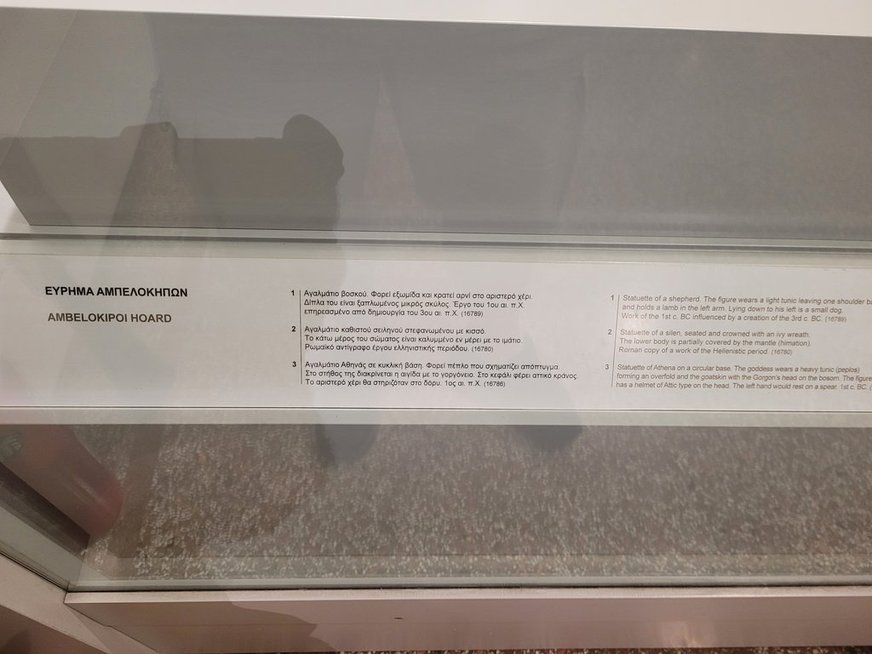 ΕΥΡΗΜΑ ΑΜΠΕΛΟΚΗΠΩΝ
AMBELOKIPOI HOARD
1 Αγαλμάτιο βοσκού. Φορεί εξωμίδα και κρατεί αρνί στο αριστερό χέρι.
Δίπλα του είναι ξαπλωμένος μικρός σκύλος. Έργο του 1ου αι. π.Χ.
επηρεασμένο από δημιουργία του 3ου αι. π.Χ. (16789)
2 Αγαλμάτιο καθιστού σειληνού στεφανωμένου με κισσό.
Το κάτω μέρος του σώματος είναι καλυμμένο εν μέρει με το ιμάτιο.
Ρωμαϊκό αντίγραφο έργου ελληνιστικής περιόδου. (16780)
3 Αγαλμάτιο Αθηνάς σε κυκλική βάση. Φορεί πέπλο που σχηματίζει απόπτυγμα.
Στο στήθος της διακρίνεται η αιγίδα με το γοργόνειο. Στο κεφάλι φέρει αττικό κράνος.
Το αριστερό χέρι θα στηριζόταν στο δόρυ. 1ος αι. π.Χ. (16786)
1 Statuette of a shepherd. The figure wears a light tunic leaving one shoulder
and holds a lamb in the left arm. Lying down to his left is a small dog.
Work of the 1st c. BC influenced by a creation of the 3rd c. BC. (16789)
2 Statuette of a silen, seated and crowned with an ivy wreath.
The lower body is partially covered by the mantle (himation).
Roman copy of a work of the Hellenistic period. (16780)
3 Statuette of Athena on a circular base. The goddess wears a heavy tunic (peplos)
forming an overfold and the goatskin with the Gorgon's head on the bosom. The figure
has a helmet of Attic type on the head. The left hand would rest on a spear. 1st c. BC.